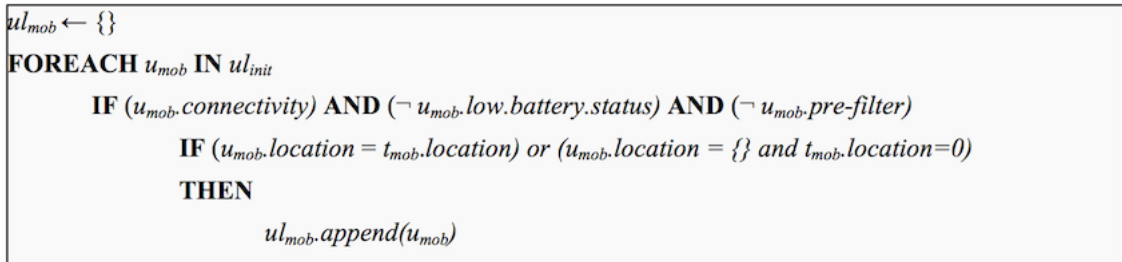 ul_mob ← {}
FOREACH u_mob IN ul_init
IF (u_mob.connectivity) AND (¬ u_mob.low.battery.status) AND (¬ u_mob.pre-filter)
IF (u_mob.location = t_mob.location) or (u_mob.location = {} and t_mob.location=0)
THEN
ul_mob.append(u_mob)